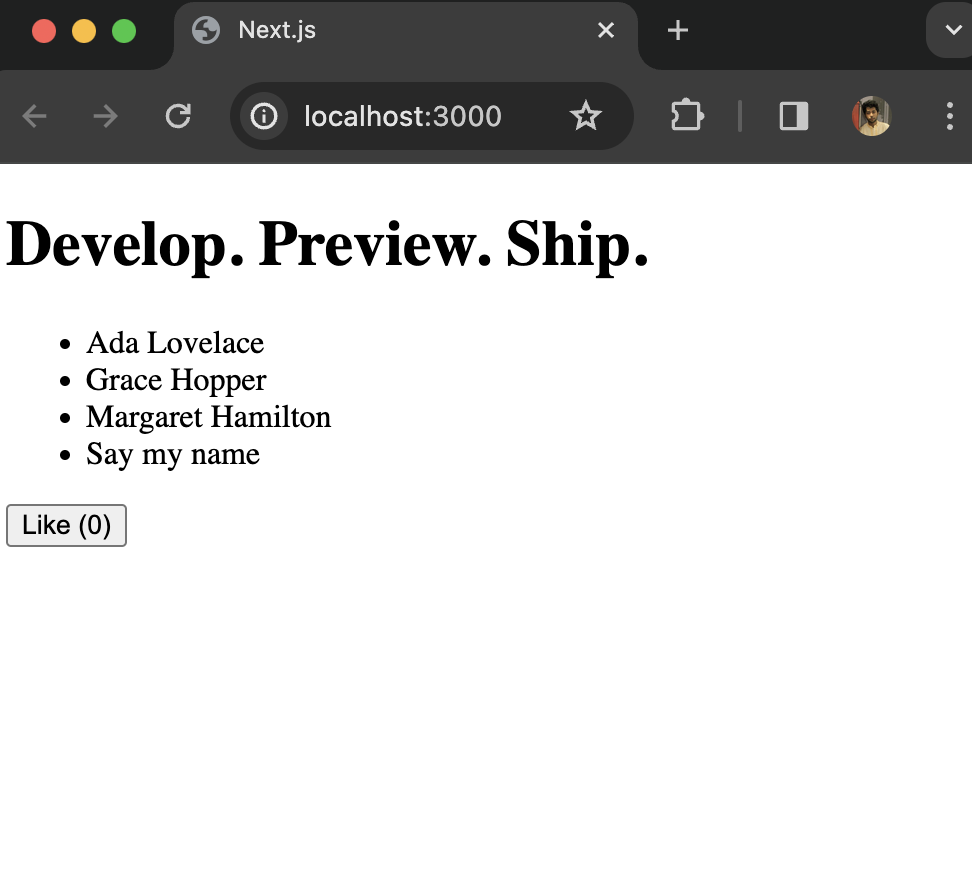 Next.js
localhost:3000
Develop. Preview. Ship.
Ada Lovelace
Grace Hopper
Margaret Hamilton
Say my name
Like (0)